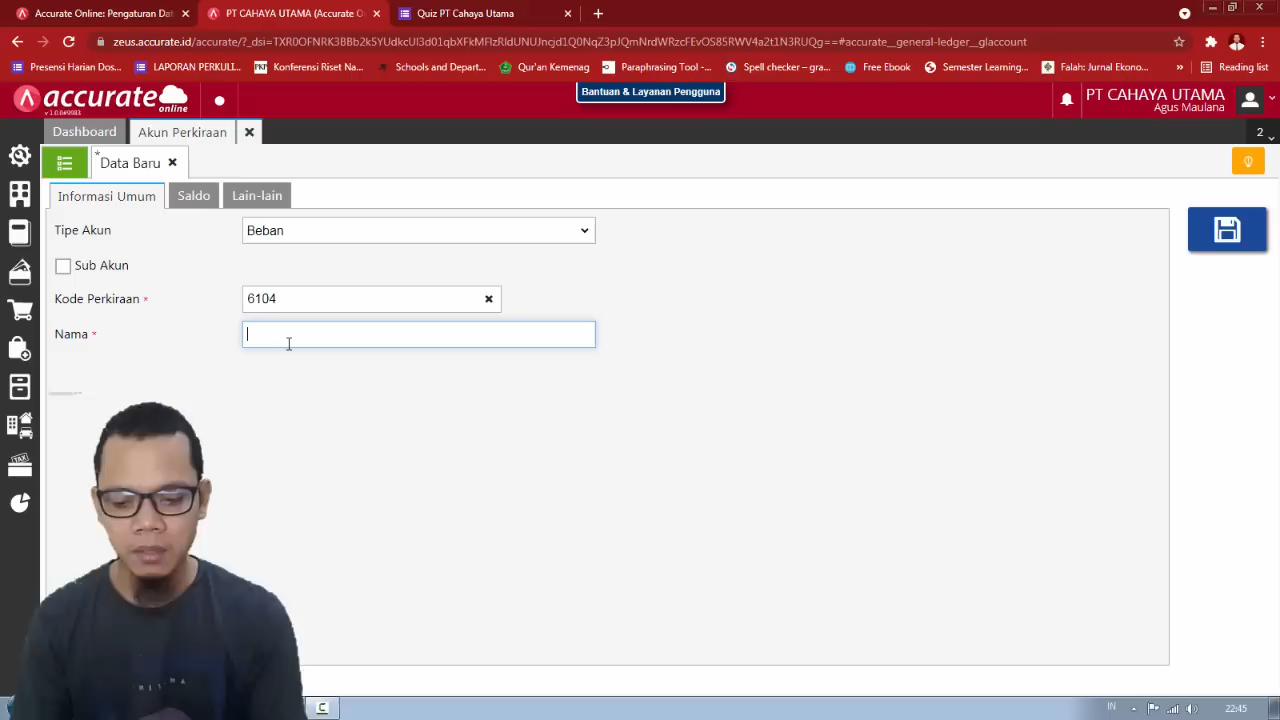 Accurate Online: Pengaturan Dat
PT CAHAYA UTAMA (Accurate O
Quiz PT Cahaya Utama
zeus.accurate.id/accurate/?_dsi=TXR0OFNRK3BBb2k5YUdkcUI3d01qbXFkMFlzRldUNUJncjd1Q0NqZ3pJQmNrdWRzcFEvOS85RWV4a2t1N3RUQg==#accurate__general-ledger__glaccount
Presensi Harian Dos...
LAPORAN PERKULI...
Konferensi Riset Na...
Schools and Depart...
Qur'an Kemenag
Paraphrasing Tool -...
Spell checker – gra...
Free Ebook
Semester Learning...
Falah: Jurnal Ekono...
»
Reading list
accurate online
Bantuan & Layanan Pengguna
PT CAHAYA UTAMA
Agus Maulana
Dashboard
Akun Perkiraan
2
* Data Baru
Informasi Umum
Saldo
Lain-lain
Tipe Akun
Beban
Sub Akun
Kode Perkiraan *
6104
Nama *
TAX
IN
22:45